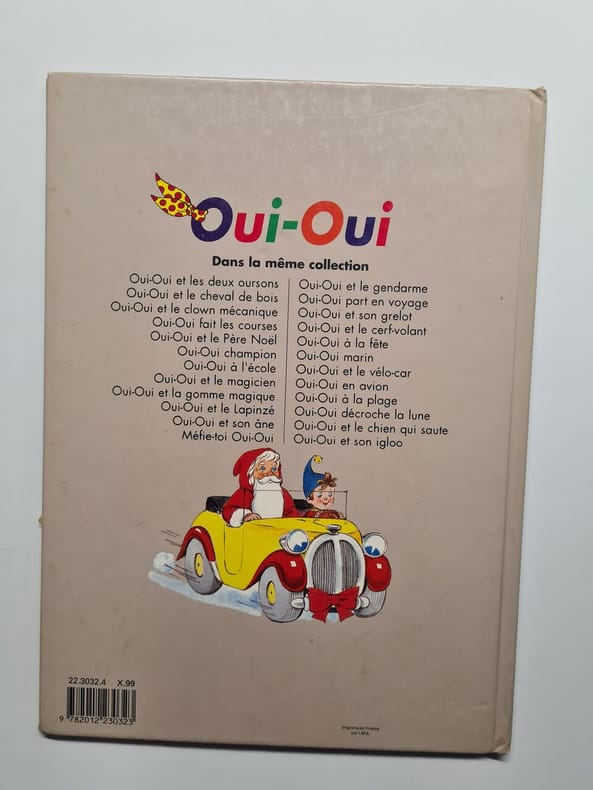 Oui-Oui
Dans la même collection
Oui-Oui et les deux oursons
Oui-Oui et le cheval de bois
Oui-Oui et le clown mécanique
Oui-Oui fait les courses
Oui-Oui et le Père Noël
Oui-Oui champion
Oui-Oui à l'école
Oui-Oui et le magicien
Oui-Oui et la gomme magique
Oui-Oui et le Lapinzé
Oui-Oui et son âne
Méfie-toi Oui-Oui
Oui-Oui et le gendarme
Oui-Oui part en voyage
Oui-Oui et son grelot
Oui-Oui et le cerf-volant
Oui-Oui à la fête
Oui-Oui marin
Oui-Oui et le vélo-car
Oui-Oui en avion
Oui-Oui à la plage
Oui-Oui décroche la lune
Oui-Oui et le chien qui saute
Oui-Oui et son igloo
22.3032.4 X.99
9 782012 230323
Imprimé en France
par I.M.E.